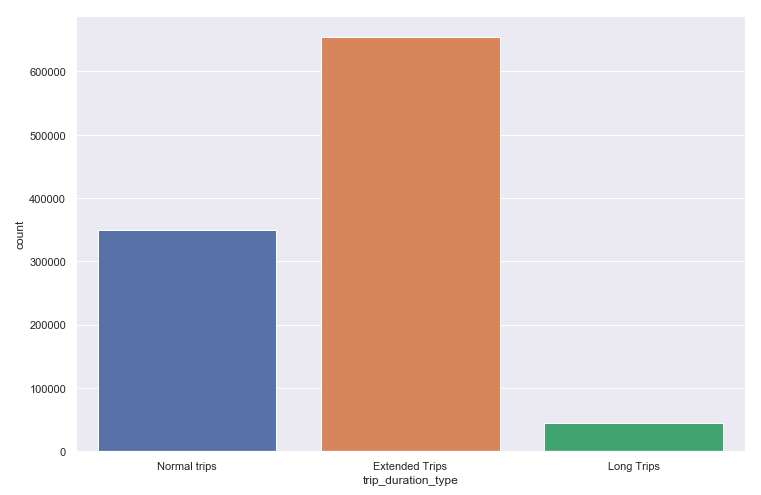 600000
500000
400000
300000
200000
100000
0
count
Normal trips
Extended Trips
Long Trips
trip_duration_type